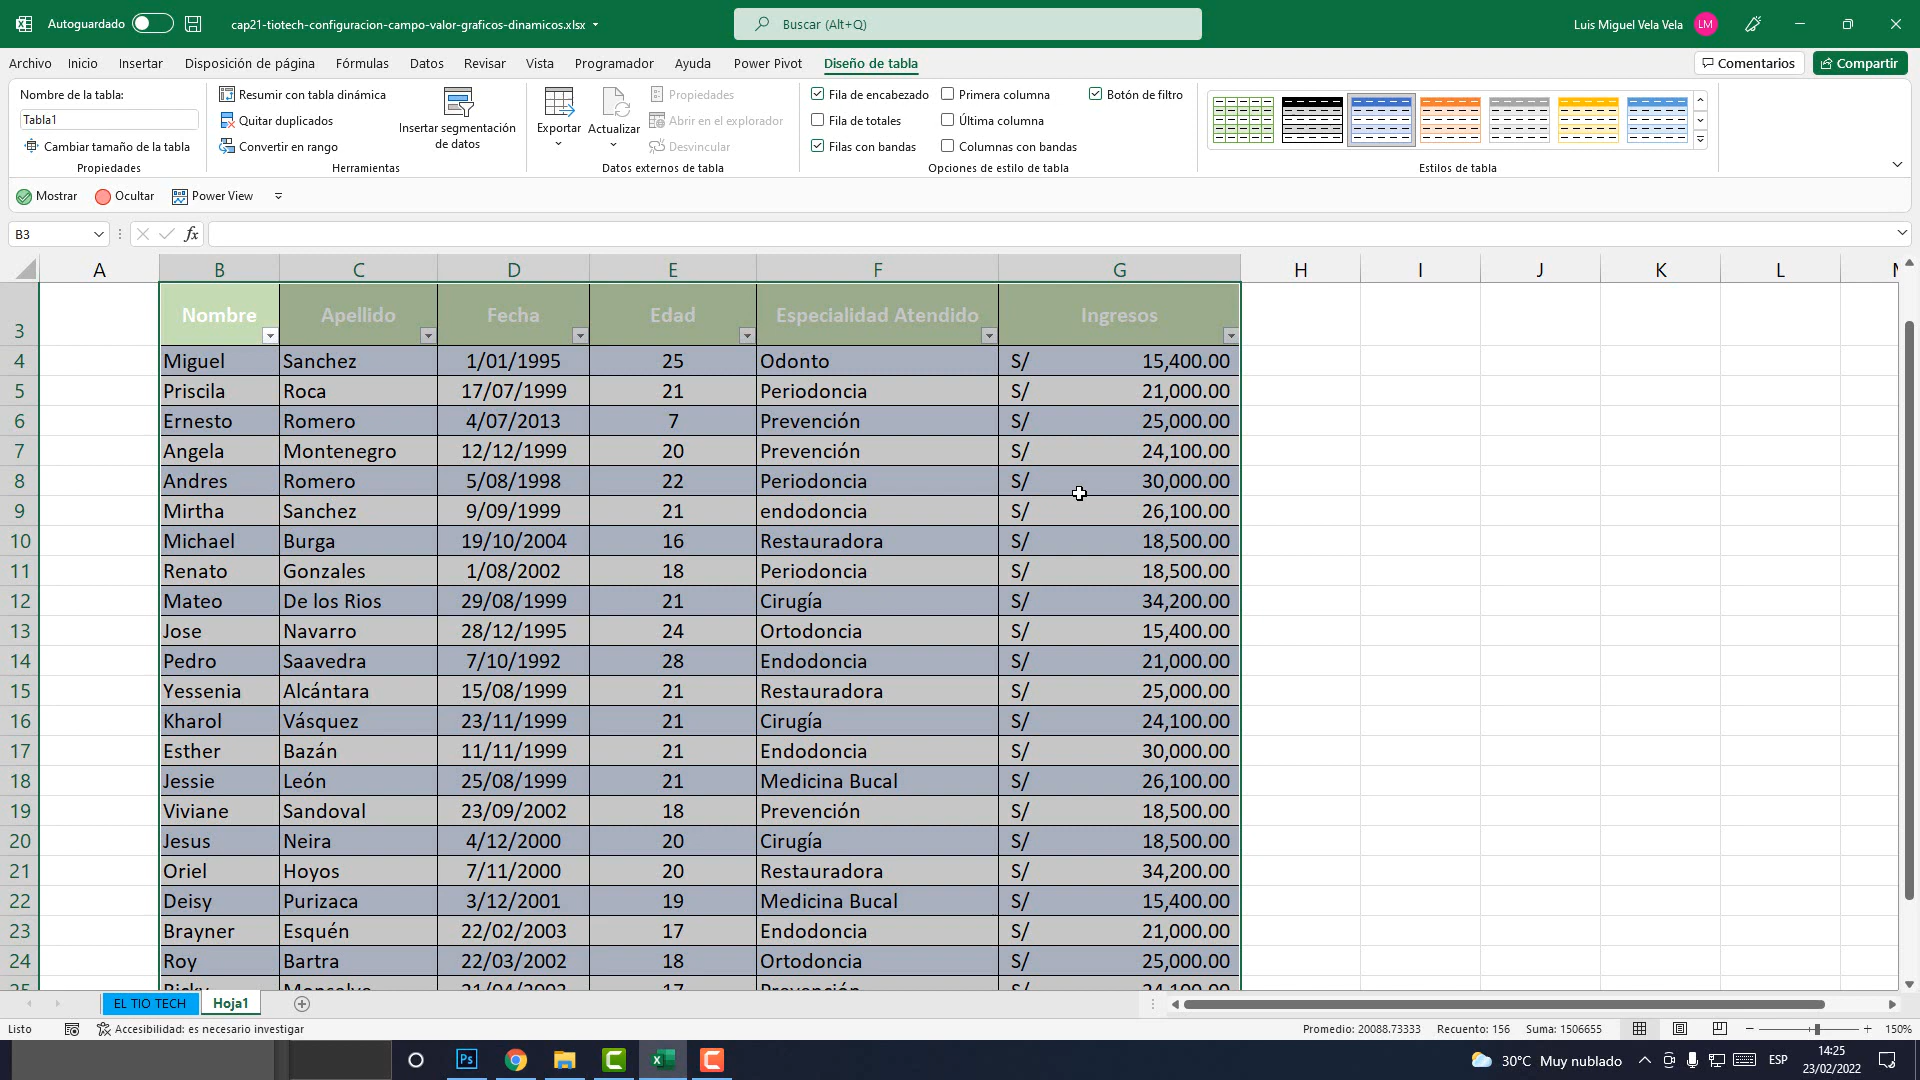 Autoguardado
cap21-tiotech-configuracion-campo-valor-graficos-dinamicos.xlsx
Buscar (Alt+Q)
Luis Miguel Vela Vela
LM
Archivo Inicio Insertar Disposición de página Fórmulas Datos Revisar Vista Programador Ayuda Power Pivot Diseño de tabla
Comentarios
Compartir
Nombre de la tabla:
Tabla1
Cambiar tamaño de la tabla
Propiedades
Resumir con tabla dinámica
Quitar duplicados
Convertir en rango
Insertar segmentación
de datos
Herramientas
Exportar
Actualizar
Propiedades
Abrir en el explorador
Desvincular
Datos externos de tabla
Fila de encabezado
Fila de totales
Filas con bandas
Primera columna
Última columna
Columnas con bandas
Botón de filtro
Opciones de estilo de tabla
Estilos de tabla
Mostrar Ocultar Power View
B3
fx
A B C D E F G H I J K L
3 Nombre Apellido Fecha Edad Especialidad Atendido Ingresos
4 Miguel Sanchez 1/01/1995 25 Odonto S/ 15,400.00
5 Priscila Roca 17/07/1999 21 Periodoncia S/ 21,000.00
6 Ernesto Romero 4/07/2013 7 Prevención S/ 25,000.00
7 Angela Montenegro 12/12/1999 20 Prevención S/ 24,100.00
8 Andres Romero 5/08/1998 22 Periodoncia S/ 30,000.00
9 Mirtha Sanchez 9/09/1999 21 endodoncia S/ 26,100.00
10 Michael Burga 19/10/2004 16 Restauradora S/ 18,500.00
11 Renato Gonzales 1/08/2002 18 Periodoncia S/ 18,500.00
12 Mateo De los Rios 29/08/1999 21 Cirugía S/ 34,200.00
13 Jose Navarro 28/12/1995 24 Ortodoncia S/ 15,400.00
14 Pedro Saavedra 7/10/1992 28 Endodoncia S/ 21,000.00
15 Yessenia Alcántara 15/08/1999 21 Restauradora S/ 25,000.00
16 Kharol Vásquez 23/11/1999 21 Cirugía S/ 24,100.00
17 Esther Bazán 11/11/1999 21 Endodoncia S/ 30,000.00
18 Jessie León 25/08/1999 21 Medicina Bucal S/ 26,100.00
19 Viviane Sandoval 23/09/2002 18 Prevención S/ 18,500.00
20 Jesus Neira 4/12/2000 20 Cirugía S/ 18,500.00
21 Oriel Hoyos 7/11/2000 20 Restauradora S/ 34,200.00
22 Deisy Purizaca 3/12/2001 19 Medicina Bucal S/ 15,400.00
23 Brayner Esquén 22/02/2003 17 Endodoncia S/ 21,000.00
24 Roy Bartra 22/03/2002 18 Ortodoncia S/ 25,000.00
EL TIO TECH Hoja1
Listo
Accesibilidad: es necesario investigar
Promedio: 20088.73333 Recuento: 156 Suma: 1506655
150%
Ps
30°C Muy nublado
ESP
14:25
23/02/2022